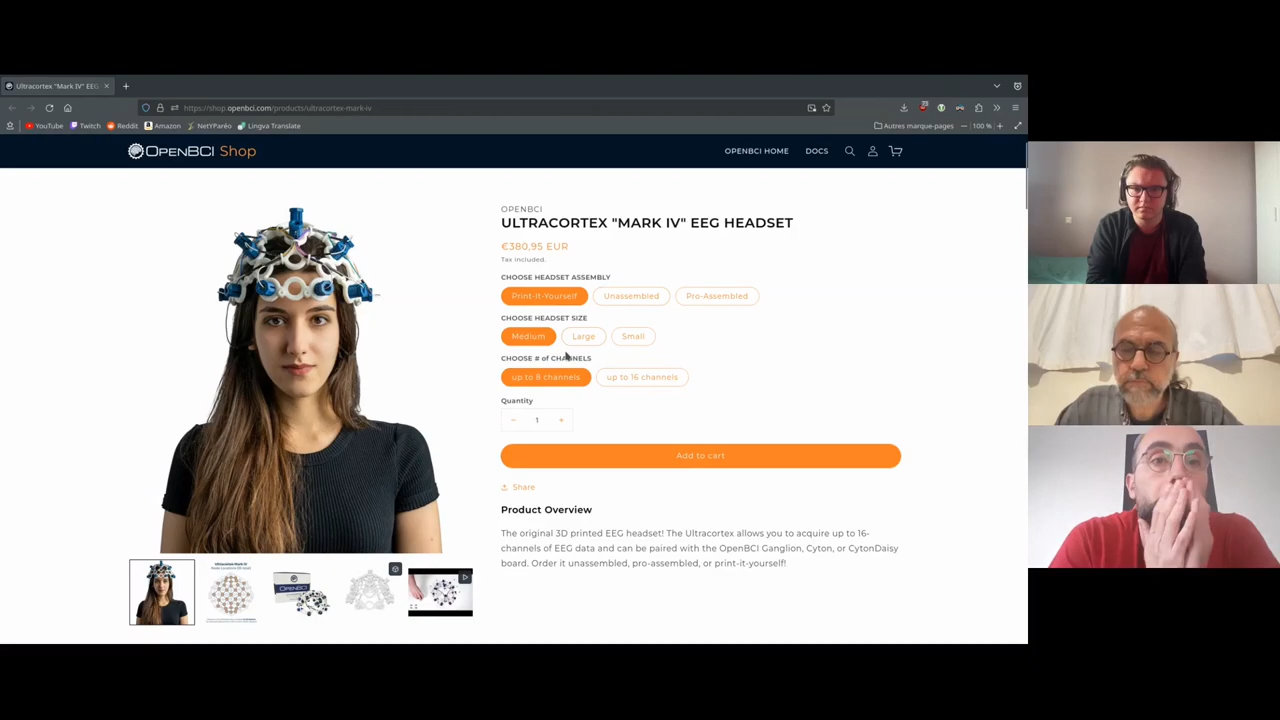 Ultracortex "Mark IV" EEG
https://shop.openbci.com/products/ultracortex-mark-iv
YouTube
Twitch
Reddit
Amazon
NetYParéo
Lingva Translate
Autres marque-pages
100 %
OPENBCI Shop
OPENBCI HOME
DOCS
OPENBCI
ULTRACORTEX "MARK IV" EEG HEADSET
€380,95 EUR
Tax included.
CHOOSE HEADSET ASSEMBLY
Print-It-Yourself
Unassembled
Pro-Assembled
CHOOSE HEADSET SIZE
Medium
Large
Small
CHOOSE # of CHANNELS
up to 8 channels
up to 16 channels
Quantity
− 1 +
Add to cart
Share
Product Overview
The original 3D printed EEG headset! The Ultracortex allows you to acquire up to 16-
channels of EEG data and can be paired with the OpenBCI Ganglion, Cyton, or CytonDaisy
board. Order it unassembled, pro-assembled, or print-it-yourself!